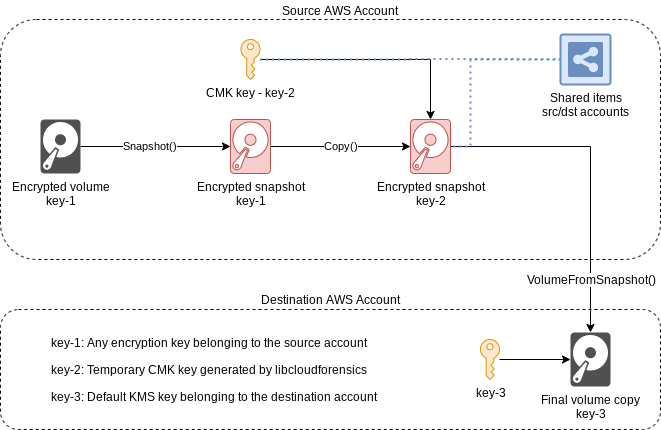 Source AWS Account
CMK key - key-2
Shared items
src/dst accounts
Snapshot()
Copy()
Encrypted volume
key-1
Encrypted snapshot
key-1
Encrypted snapshot
key-2
VolumeFromSnapshot()
Destination AWS Account
key-1: Any encryption key belonging to the source account
key-2: Temporary CMK key generated by libcloudforensics
key-3: Default KMS key belonging to the destination account
key-3
Final volume copy
key-3